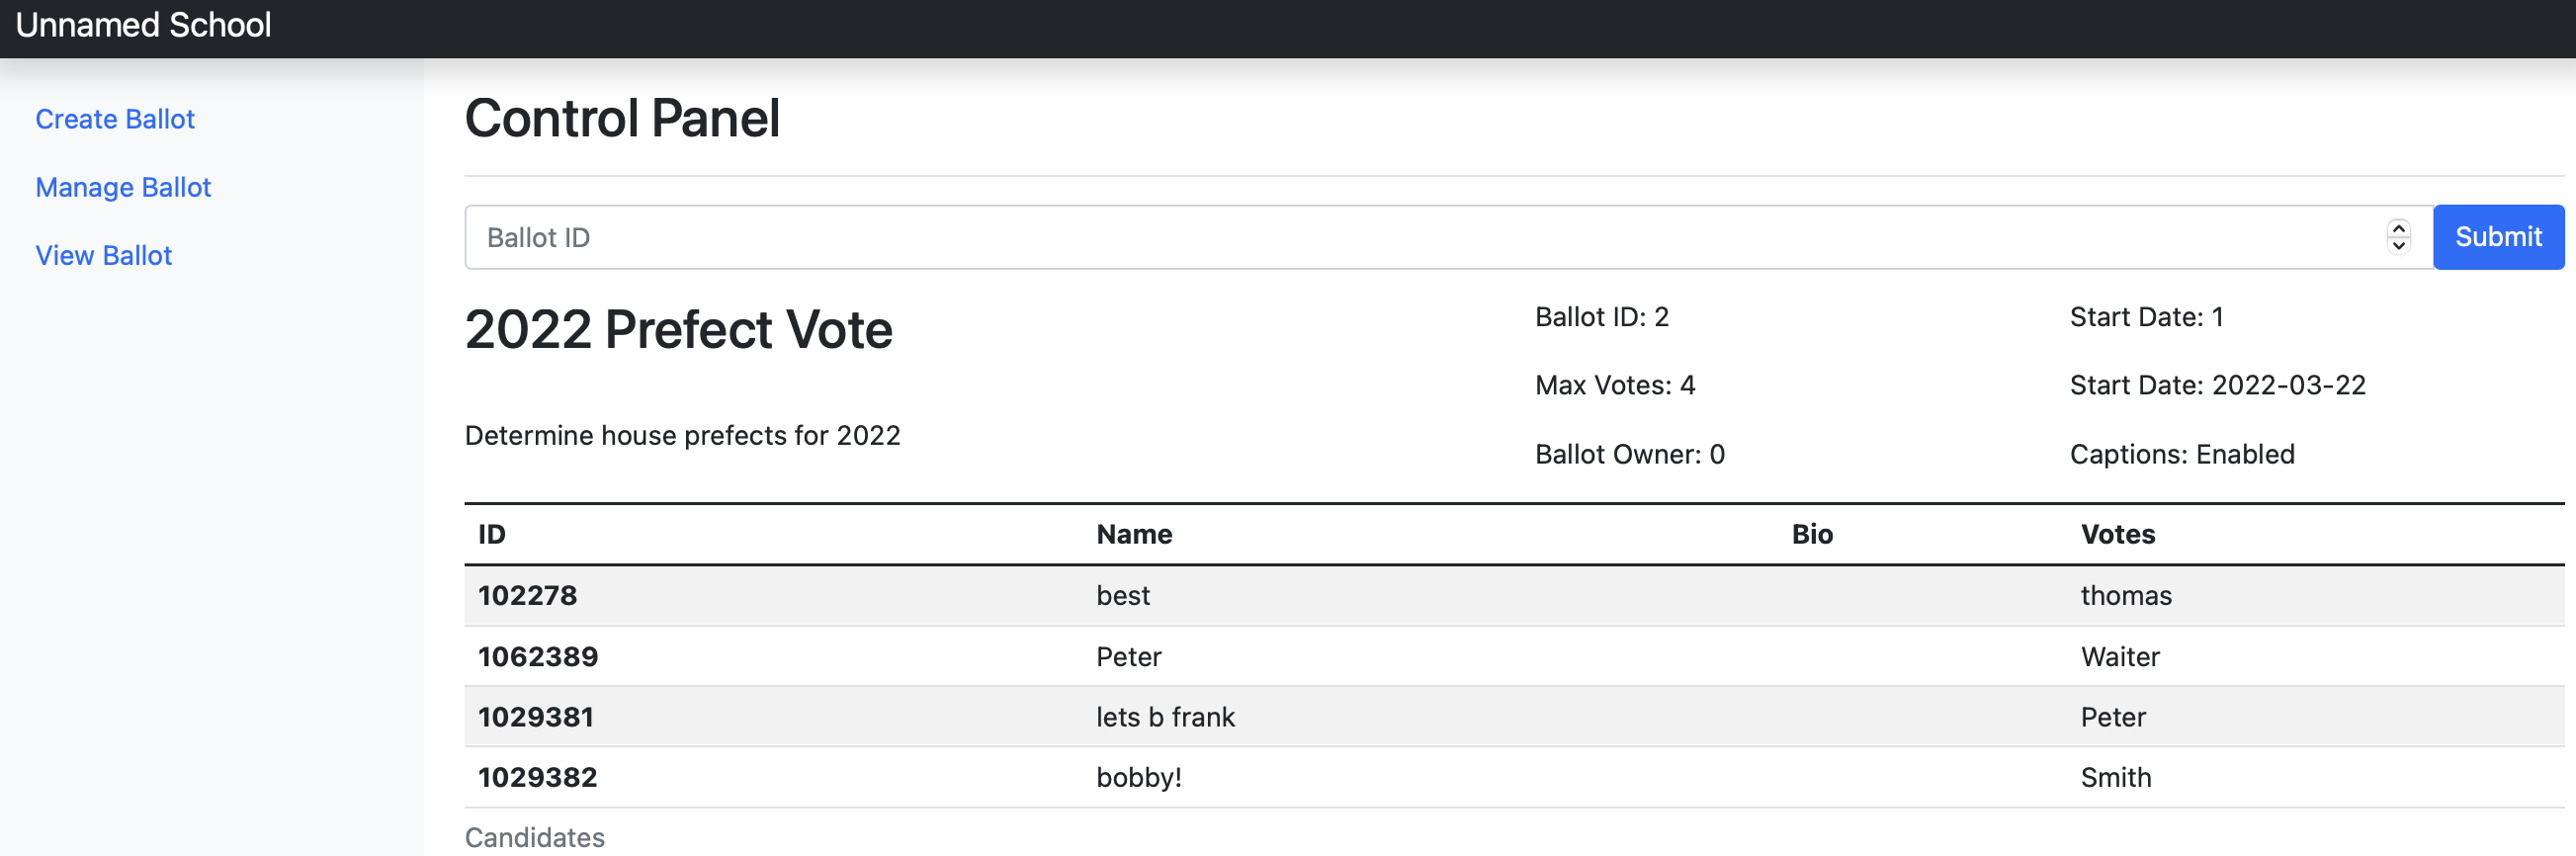 Unnamed School
Create Ballot
Manage Ballot
View Ballot
Control Panel
Ballot ID
Submit
2022 Prefect Vote
Determine house prefects for 2022
Ballot ID: 2
Max Votes: 4
Ballot Owner: 0
Start Date: 1
Start Date: 2022-03-22
Captions: Enabled
ID Name Bio Votes
102278 best thomas
1062389 Peter Waiter
1029381 lets b frank Peter
1029382 bobby! Smith
Candidates